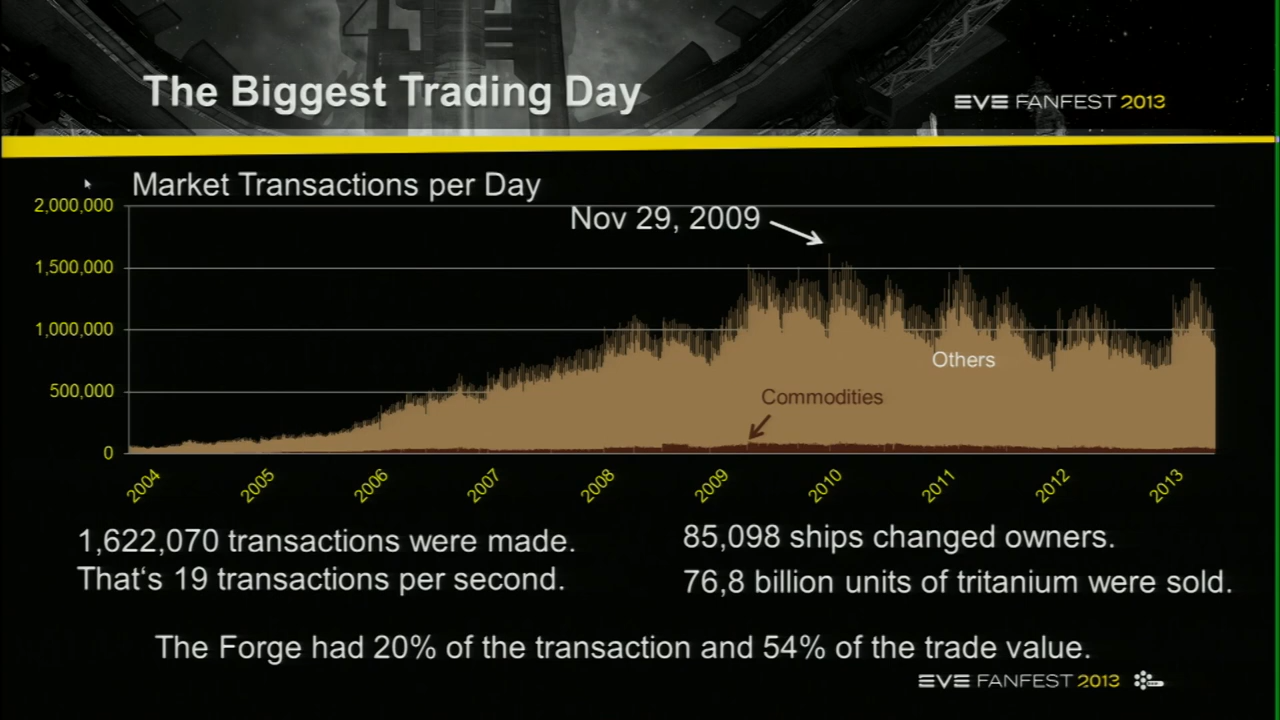 The Biggest Trading Day
EVE FANFEST 2013
Market Transactions per Day
2,000,000
Nov 29, 2009
1,500,000
1,000,000
Others
500,000
Commodities
0
2004
2005
2006
2007
2008
2009
2010
2011
2012
2013
1,622,070 transactions were made.
That‘s 19 transactions per second.
85,098 ships changed owners.
76,8 billion units of tritanium were sold.
The Forge had 20% of the transaction and 54% of the trade value.
EVE FANFEST 2013